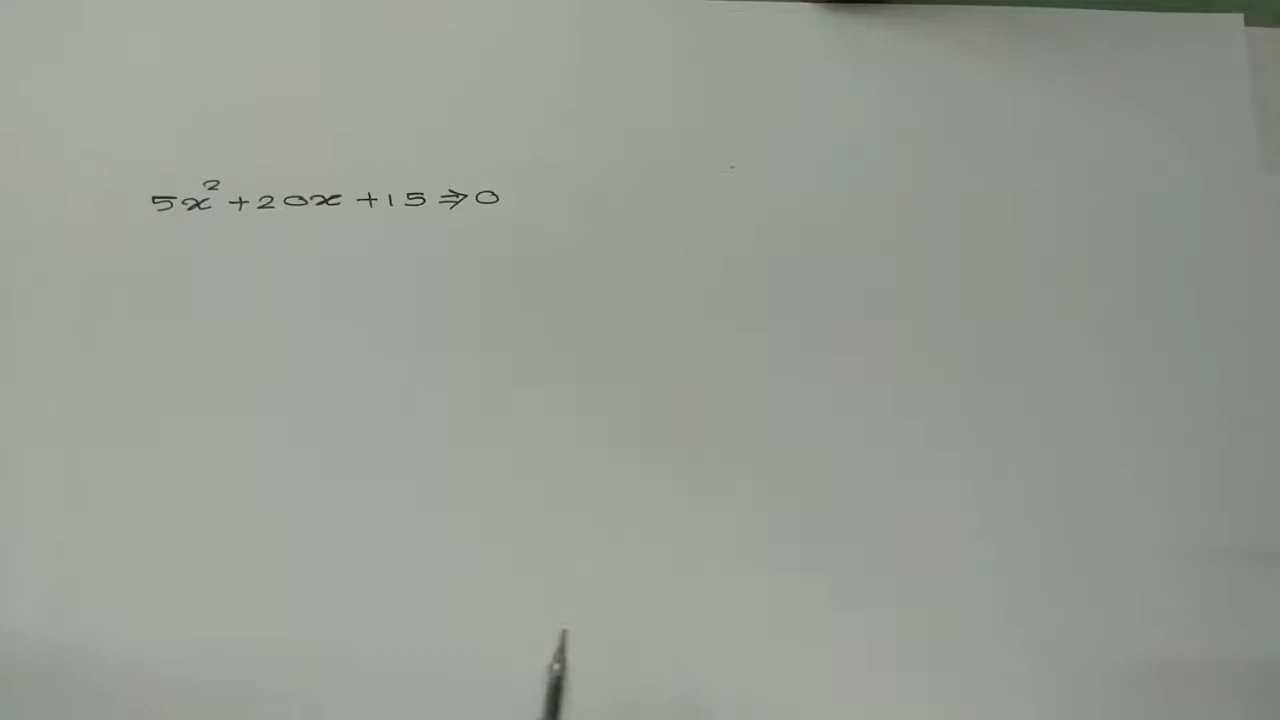 5x² + 20x + 15 ⇒ 0